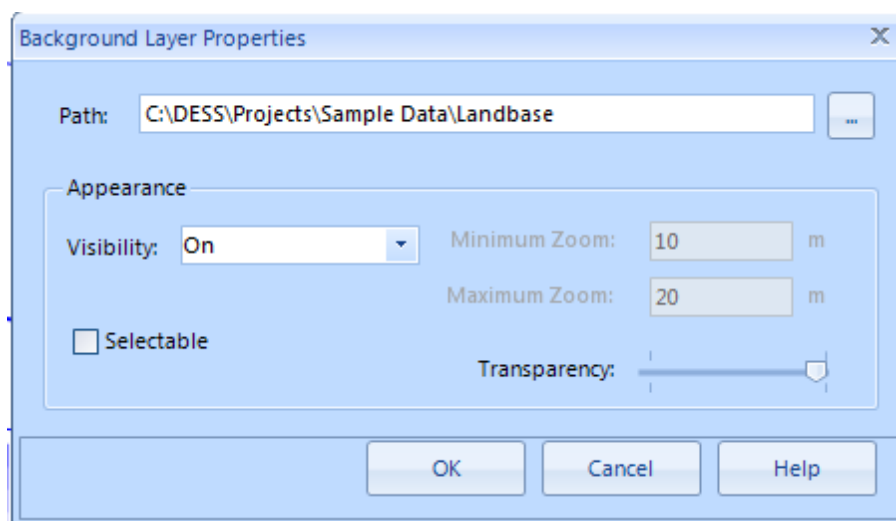 Background Layer Properties X
Path: C:\DESS\Projects\Sample Data\Landbase ...
Appearance
Visibility: On
Minimum Zoom: 10 m
Maximum Zoom: 20 m
Selectable
Transparency:
OK Cancel Help